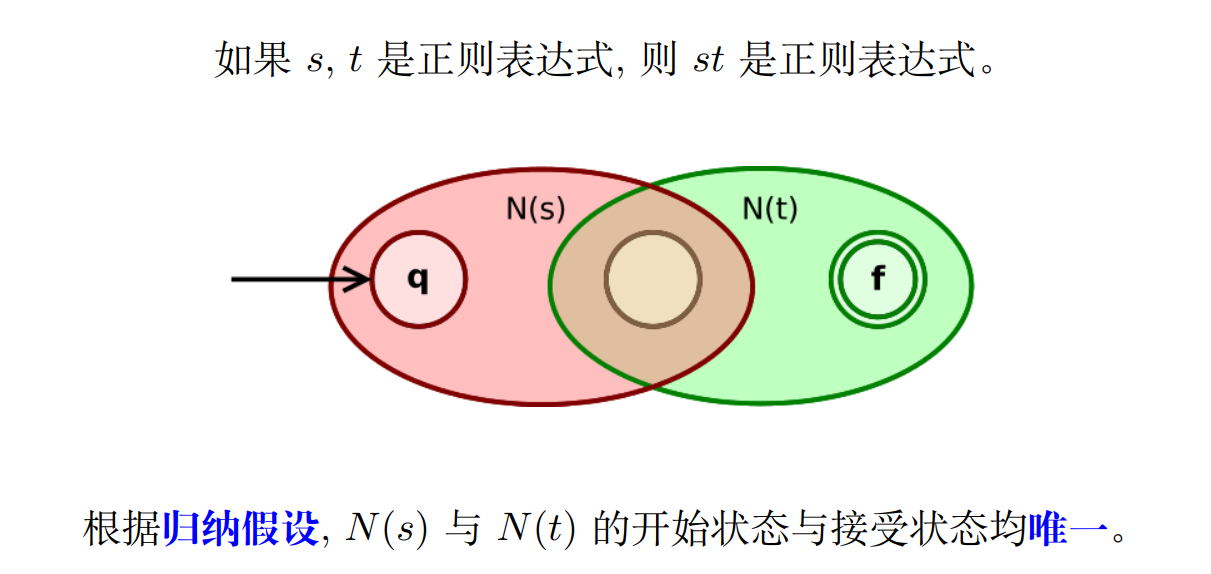 如果 s, t 是正则表达式, 则 st 是正则表达式。
N(s) N(t)
q f
根据归纳假设, N(s) 与 N(t) 的开始状态与接受状态均唯一。